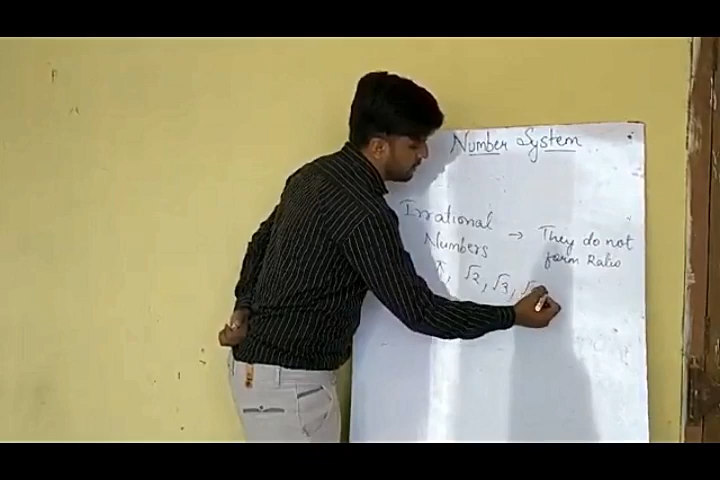 Number System
Irrational
Numbers → They do not
form Ratio
π, √2, √3, √